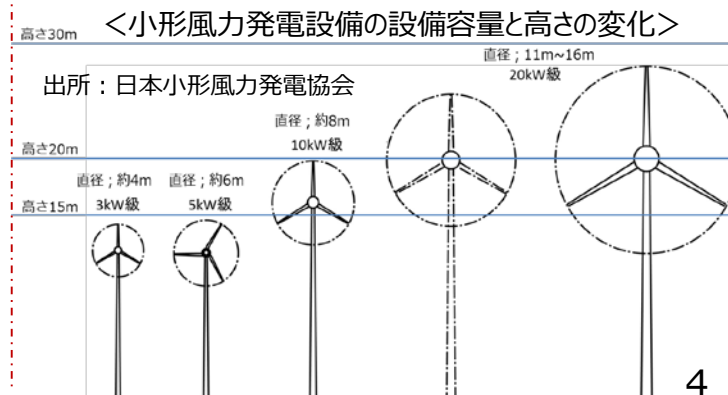 ＜小形風力発電設備の設備容量と高さの変化＞
高さ30m
直径；11m~16m
20kW級
出所：日本小形風力発電協会
直径；約8m
10kW級
高さ20m
直径；約4m
3kW級
直径；約6m
5kW級
高さ15m
4